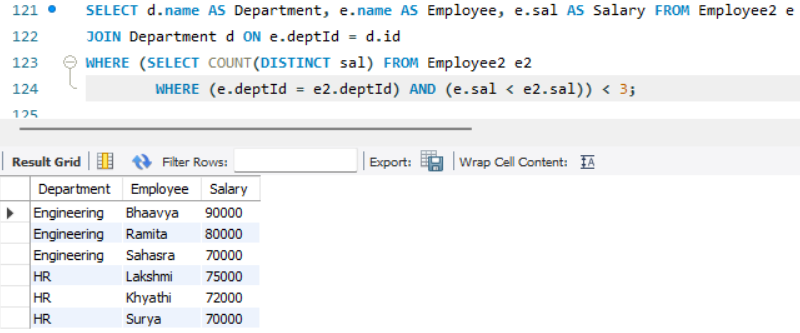 121 SELECT d.name AS Department, e.name AS Employee, e.sal AS Salary FROM Employee2 e
122 JOIN Department d ON e.deptId = d.id
123 WHERE (SELECT COUNT(DISTINCT sal) FROM Employee2 e2
124 WHERE (e.deptId = e2.deptId) AND (e.sal < e2.sal)) < 3;
125
Result Grid Filter Rows: Export: Wrap Cell Content: IA
Department Employee Salary
Engineering Bhaavya 90000
Engineering Ramita 80000
Engineering Sahasra 70000
HR Lakshmi 75000
HR Khyathi 72000
HR Surya 70000